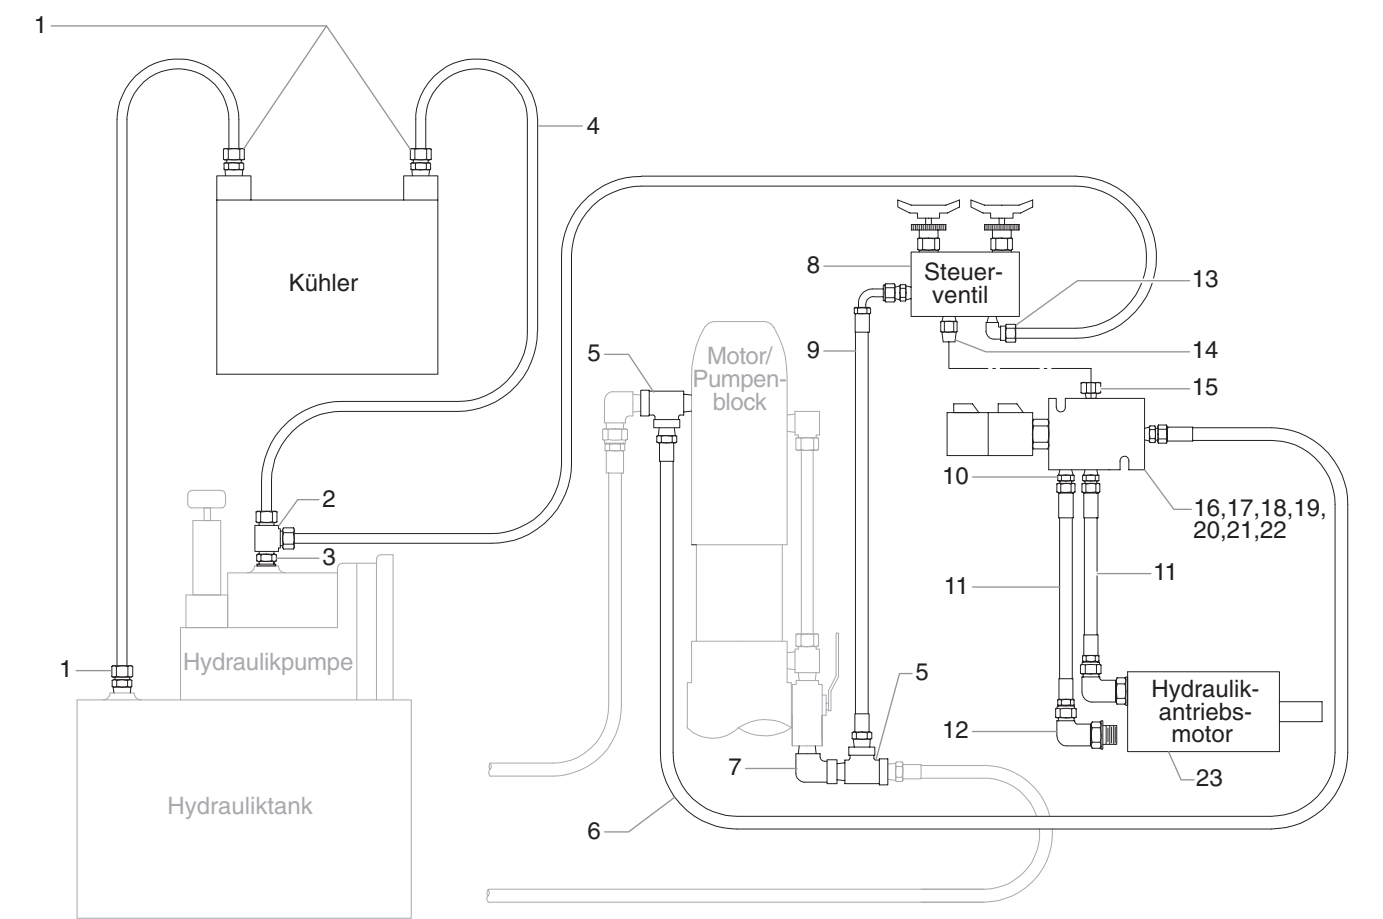 1
4
Kühler
8
Steuer-
ventil
13
9
14
5
Motor/
Pumpen-
block
15
10
2
16,17,18,19,
20,21,22
3
11
11
Hydraulikpumpe
1
5
Hydraulik-
antriebs-
motor
12
7
23
Hydrauliktank
6